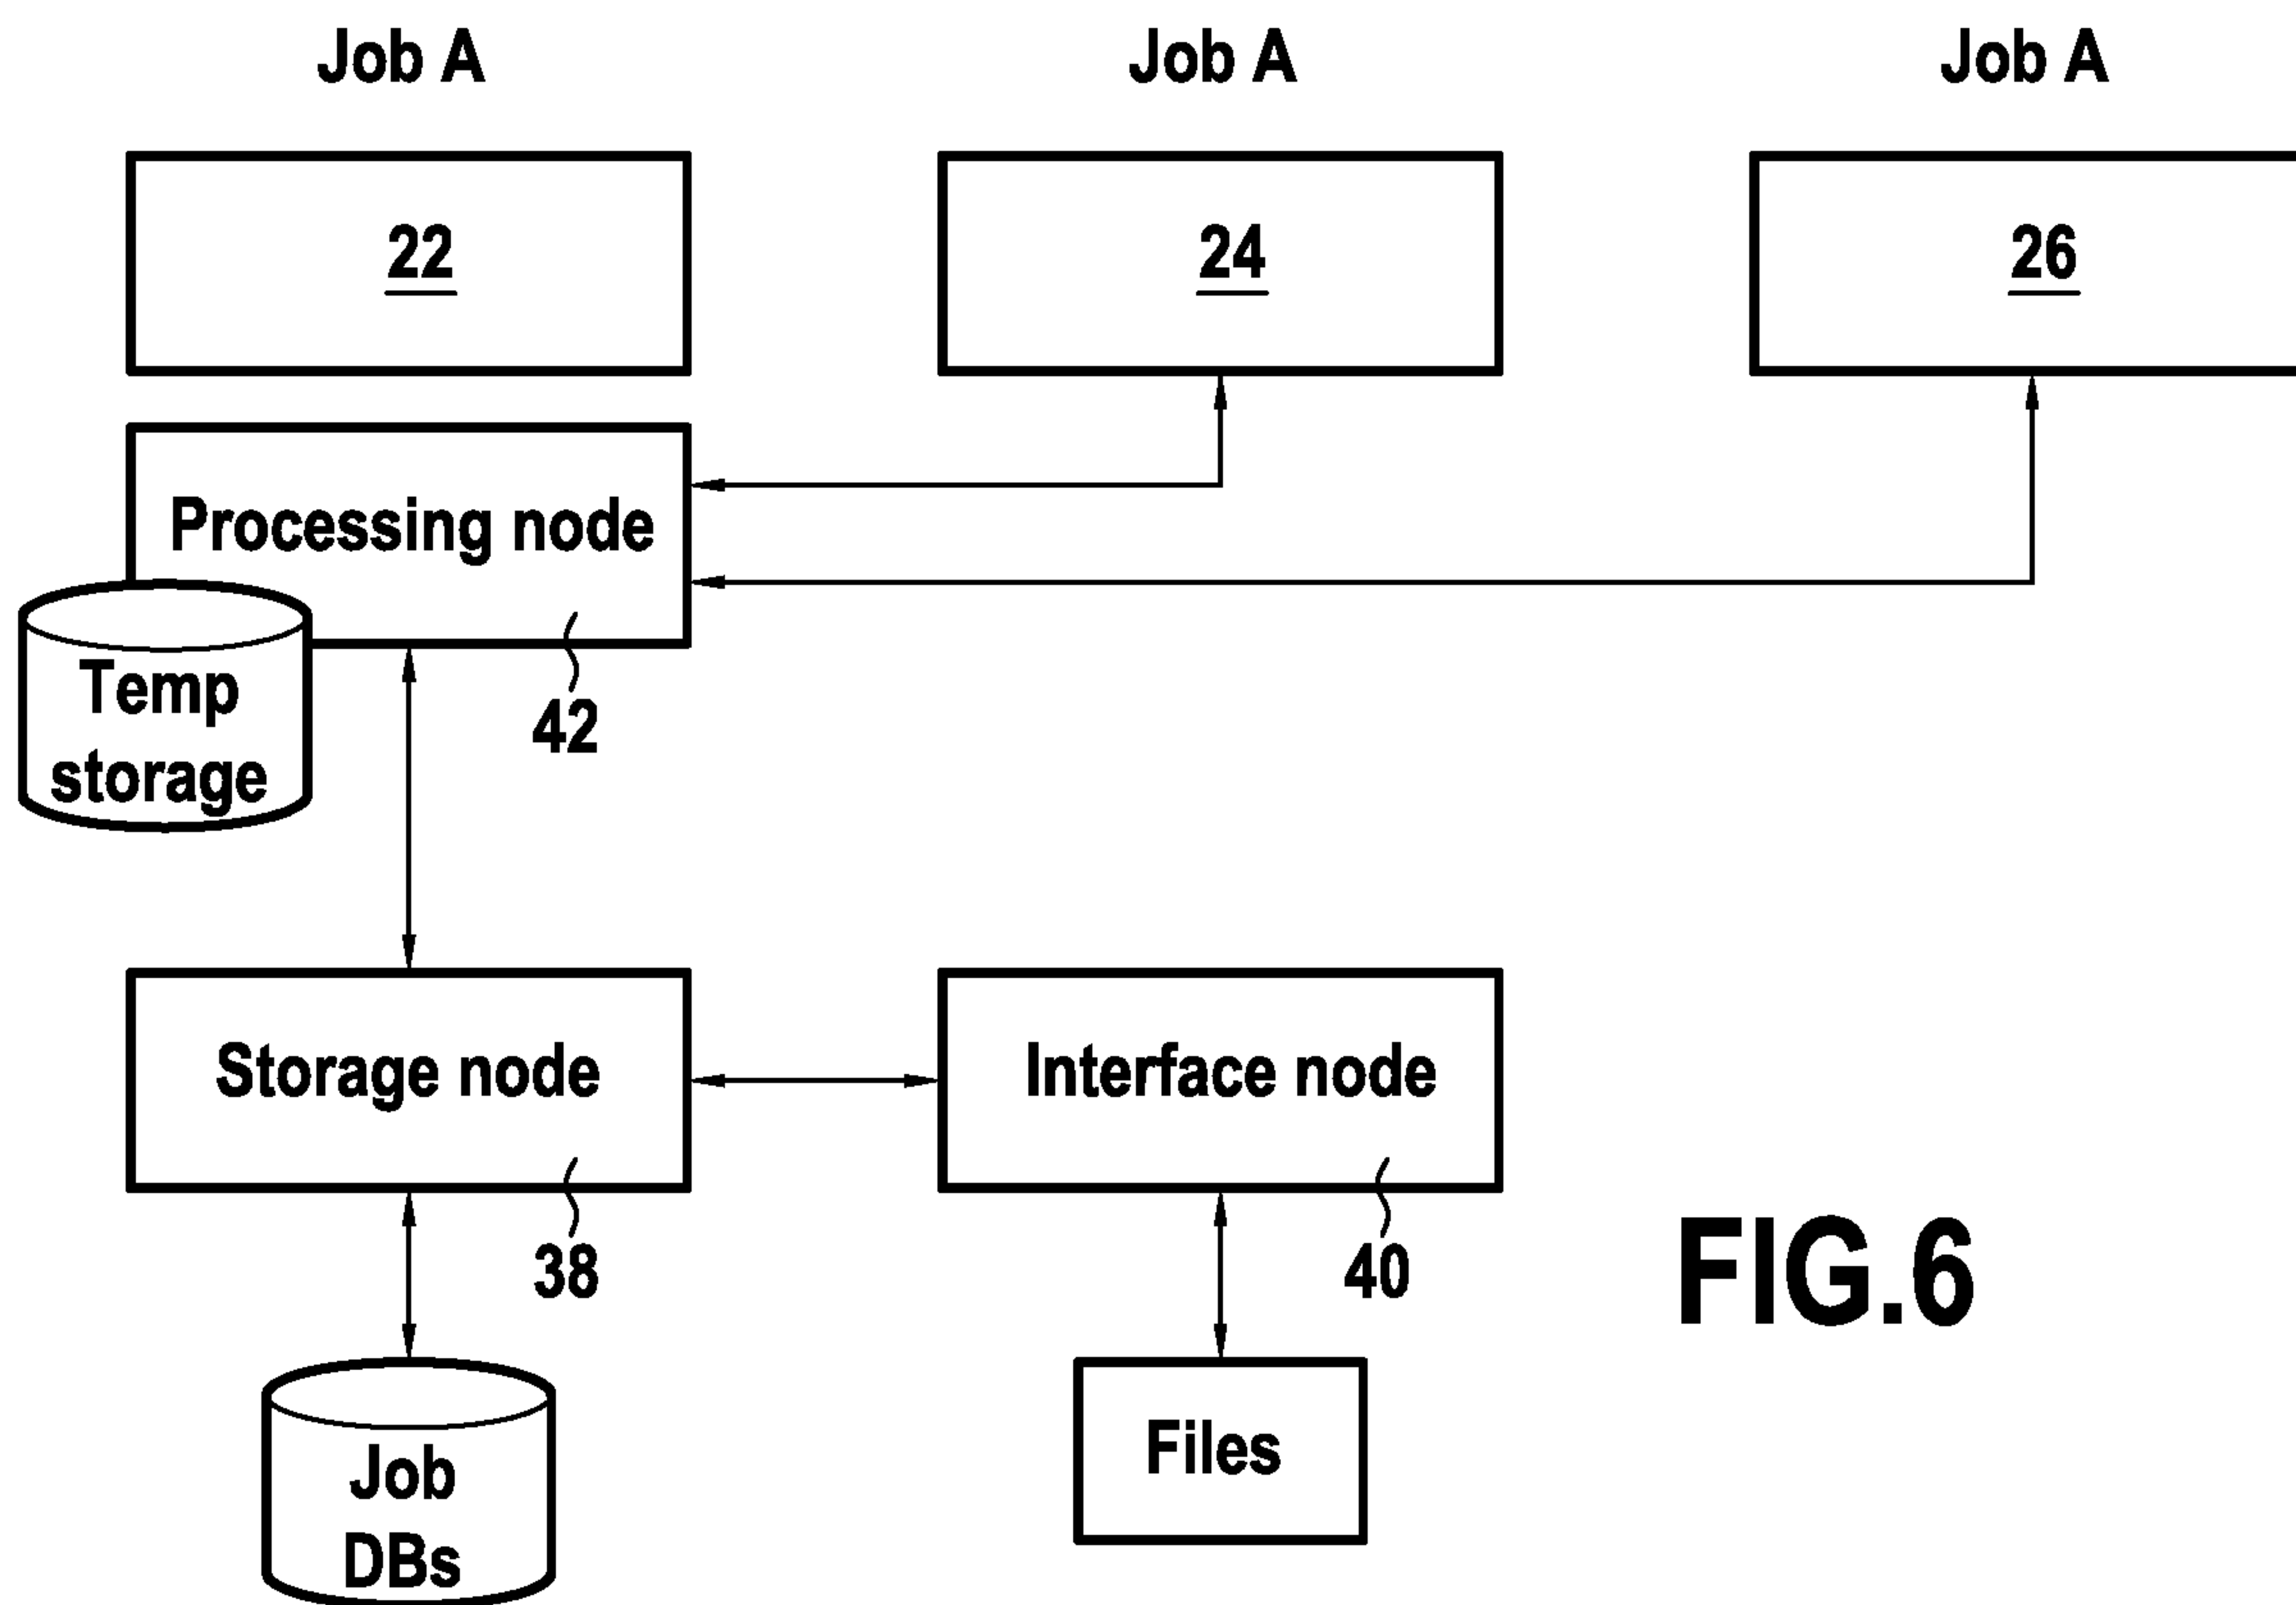 Job A
Job A
Job A
22
24
26
Processing node
Temp
storage
42
Storage node
Interface node
38
40
FIG.6
Job
DBs
Files